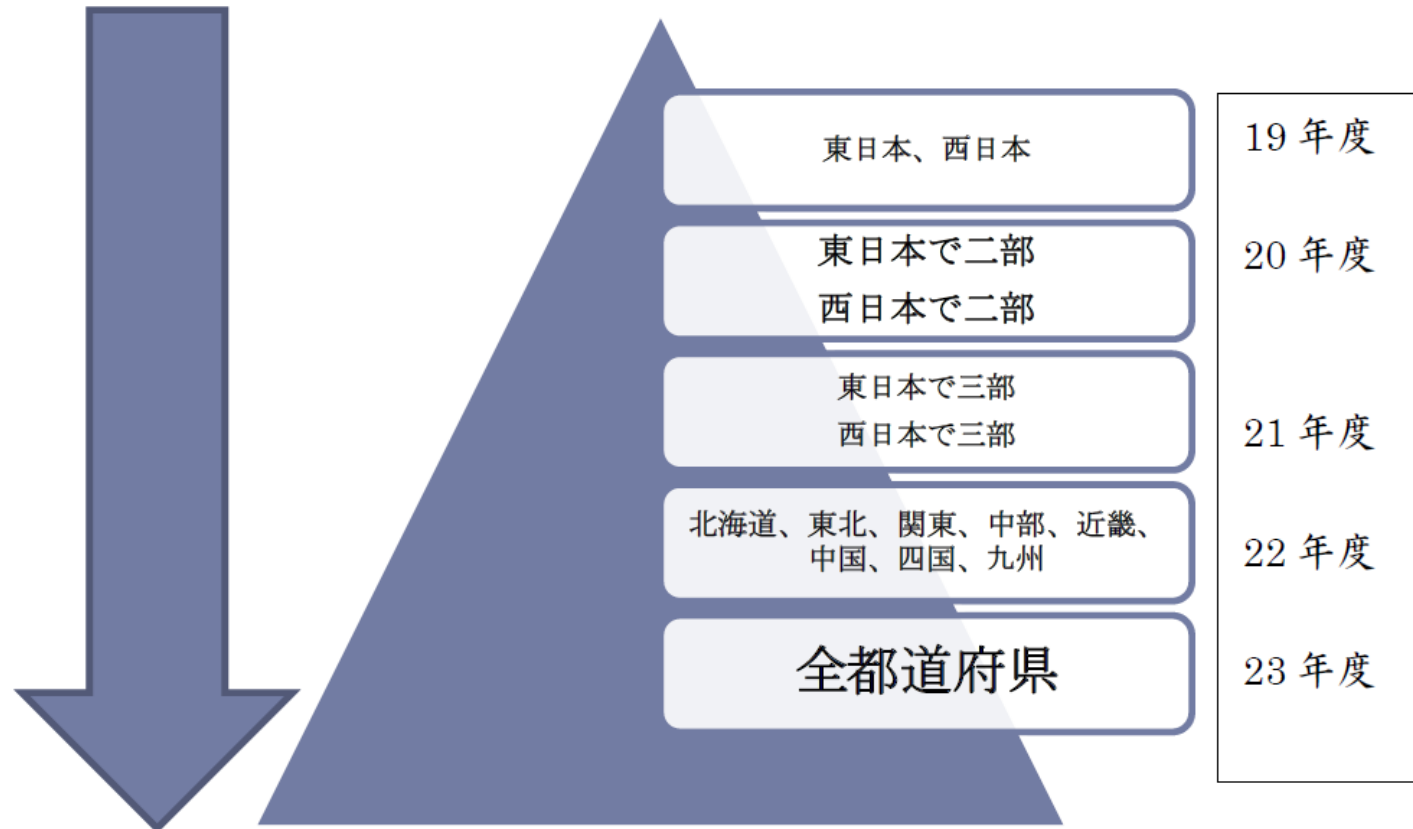 東日本、西日本
19 年度
東日本で二部
西日本で二部
20 年度
東日本で三部
西日本で三部
21 年度
北海道、東北、関東、中部、近畿、
中国、四国、九州
22 年度
全都道府県
23 年度